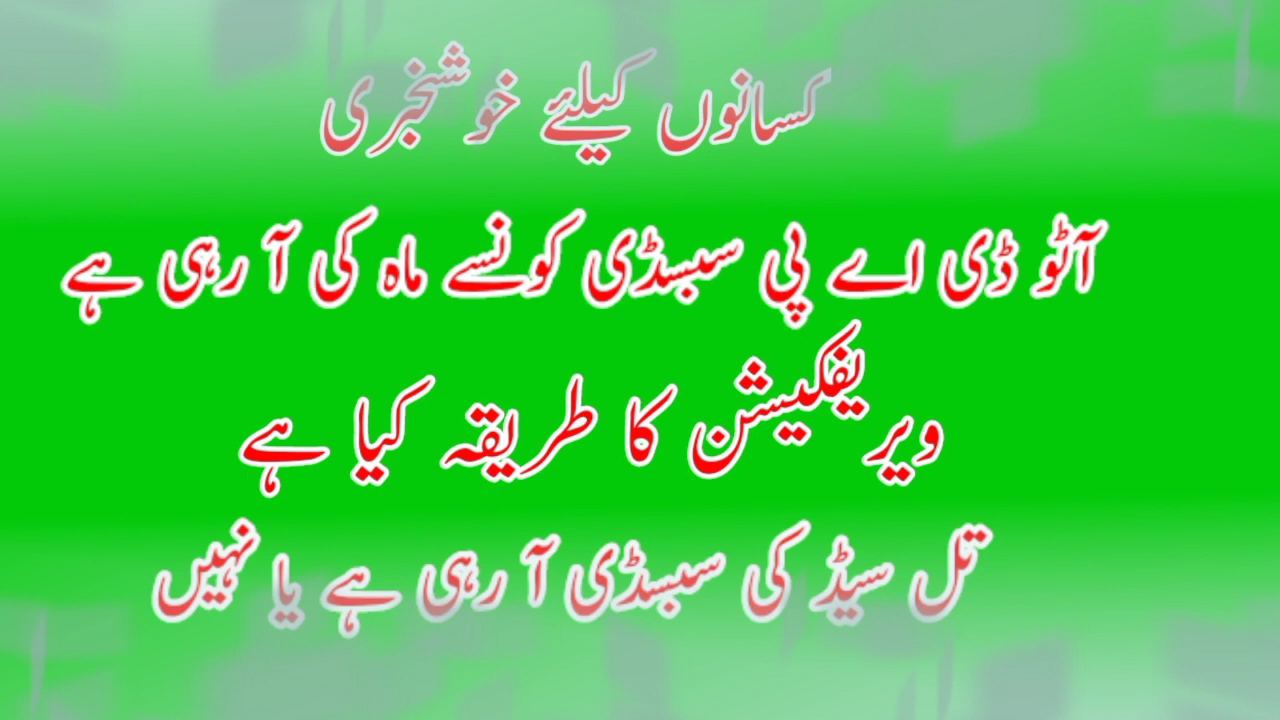 کسانوں کیلئے خوشخبری
آٹو ڈی اے پی سبسڈی کونسے ماہ کی آ رہی ہے
ویریفکیشن کا طریقہ کیا ہے
تل سیڈ کی سبسڈی آ رہی ہے یا نہیں